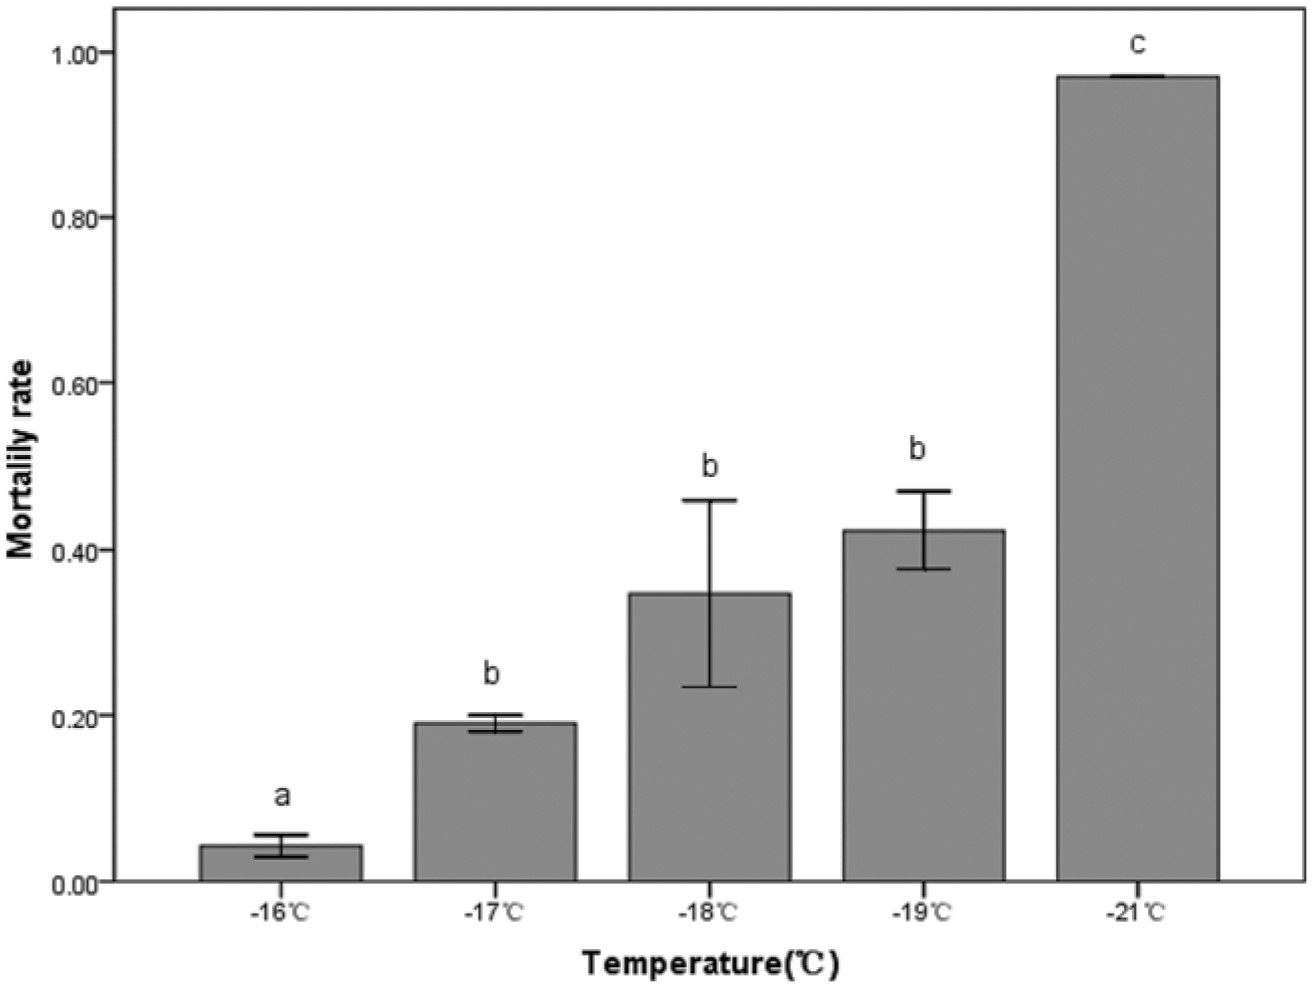 1.00
0.80
0.60
0.40
0.20
0.00
Mortalily rate
a
b
b
b
c
-16℃
-17℃
-18℃
-19℃
-21℃
Temperature(℃)